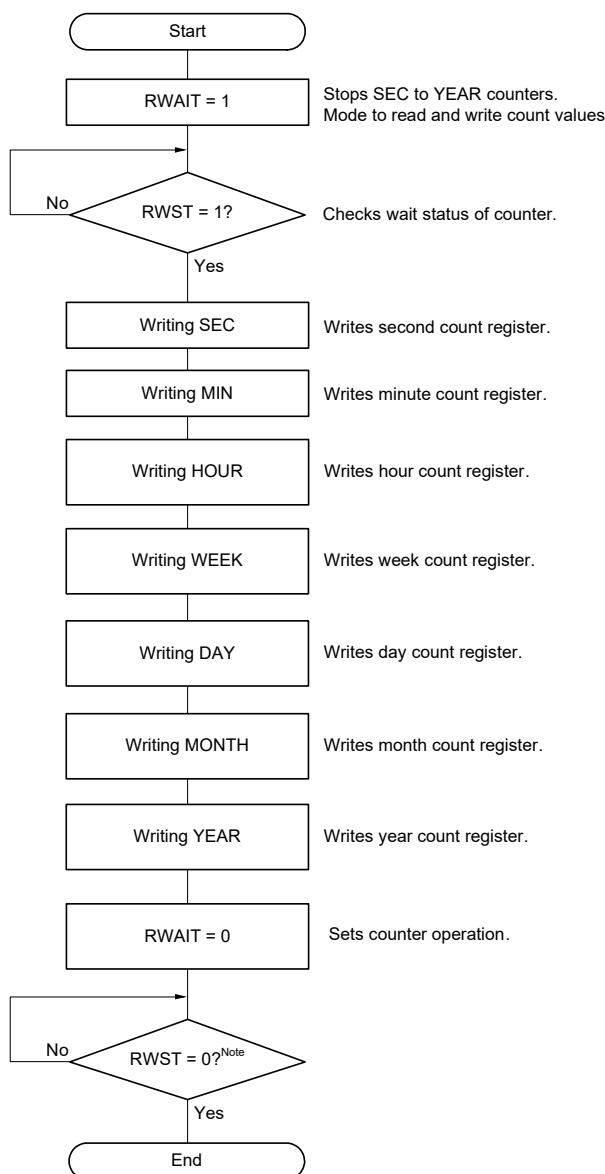 Start
RWAIT = 1
Stops SEC to YEAR counters.
Mode to read and write count values
No
RWST = 1?
Checks wait status of counter.
Yes
Writing SEC
Writes second count register.
Writing MIN
Writes minute count register.
Writing HOUR
Writes hour count register.
Writing WEEK
Writes week count register.
Writing DAY
Writes day count register.
Writing MONTH
Writes month count register.
Writing YEAR
Writes year count register.
RWAIT = 0
Sets counter operation.
No
RWST = 0?Note
Yes
End